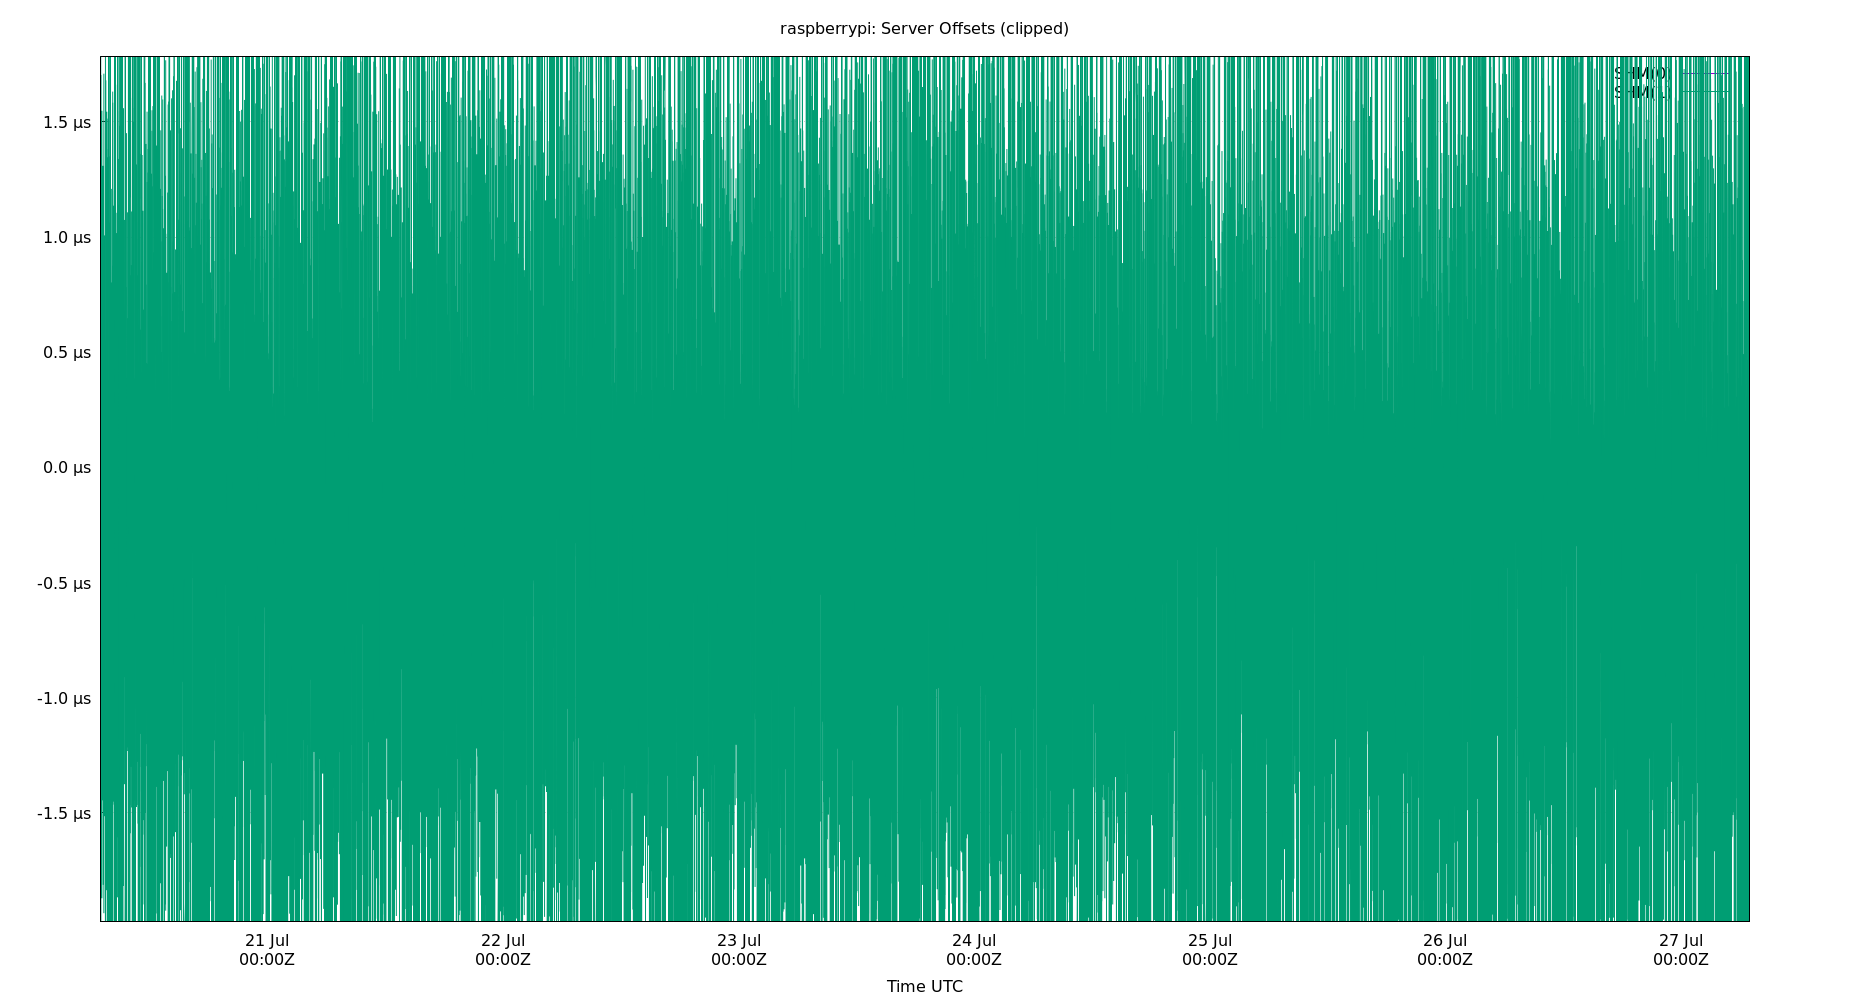 raspberrypi: Server Offsets (clipped)
SHM(0)
1.5 µs
1.0 µs
0.5 µs
0.0 µs
-0.5 µs
-1.0 µs
-1.5 µs
21 Jul
00:00Z
22 Jul
00:00Z
23 Jul
00:00Z
24 Jul
00:00Z
25 Jul
00:00Z
26 Jul
00:00Z
27 Jul
00:00Z
Time UTC